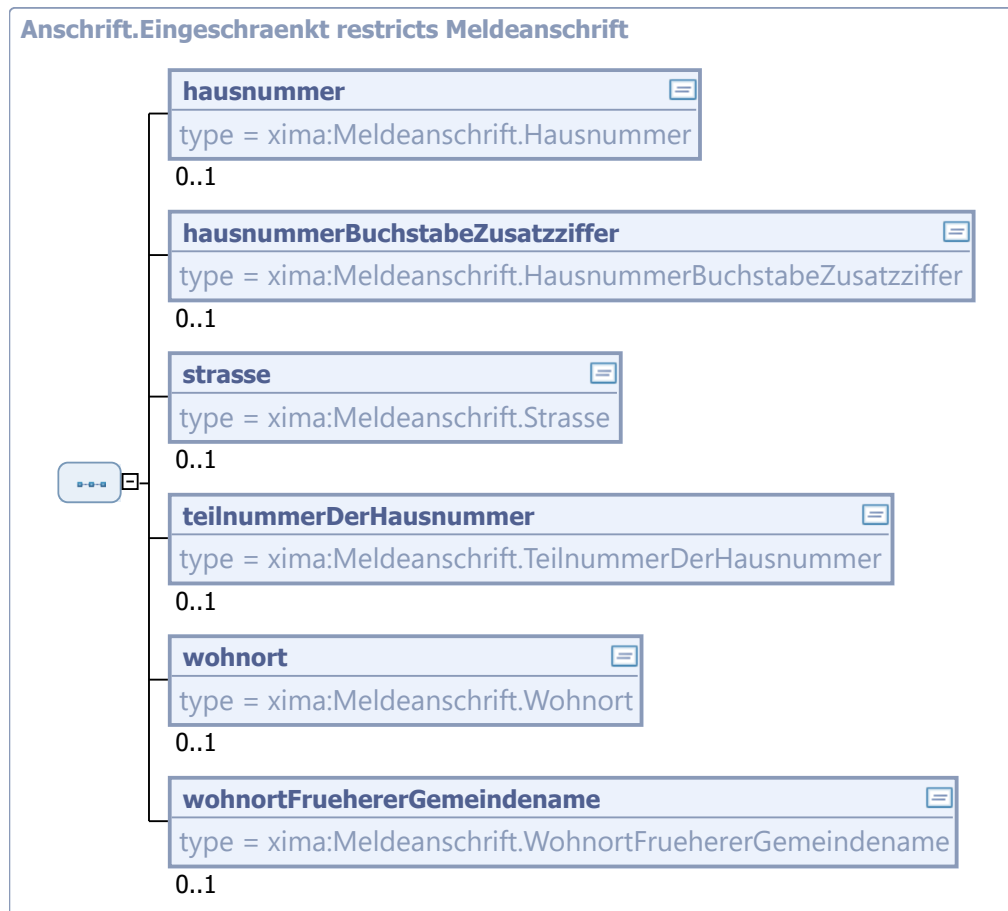 Anschrift.Eingeschraenkt restricts Meldeanschrift
hausnummer
type = xima:Meldeanschrift.Hausnummer
0..1
hausnummerBuchstabeZusatzziffer
type = xima:Meldeanschrift.HausnummerBuchstabeZusatzziffer
0..1
strasse
type = xima:Meldeanschrift.Strasse
0..1
teilnummerDerHausnummer
type = xima:Meldeanschrift.TeilnummerDerHausnummer
0..1
wohnort
type = xima:Meldeanschrift.Wohnort
0..1
wohnortFruehererGemeindename
type = xima:Meldeanschrift.WohnortFruehererGemeindename
0..1